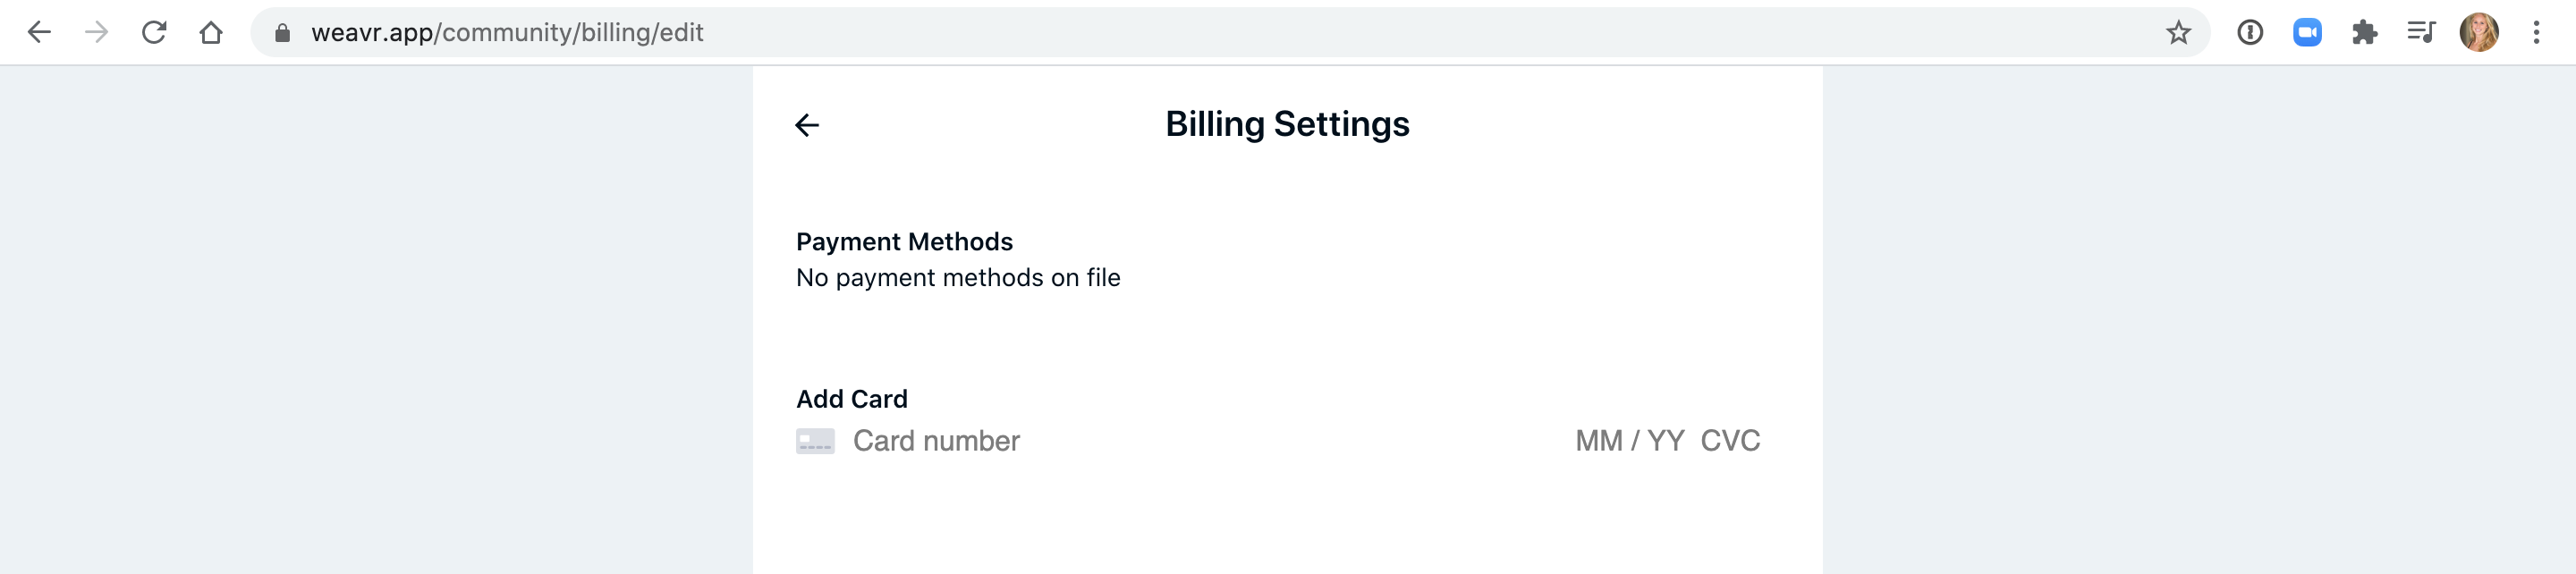 weavr.app/community/billing/edit
Billing Settings
Payment Methods
No payment methods on file
Add Card
Card number MM / YY CVC